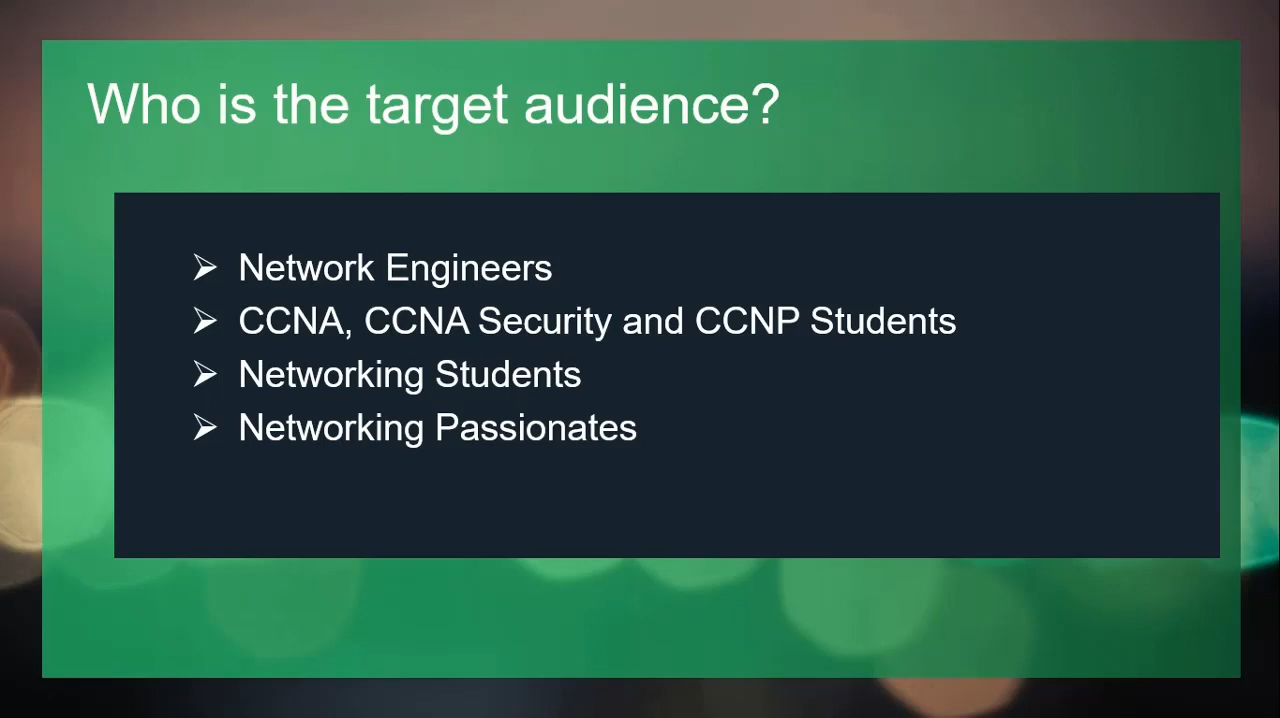 Who is the target audience?
➢ Network Engineers
➢ CCNA, CCNA Security and CCNP Students
➢ Networking Students
➢ Networking Passionates